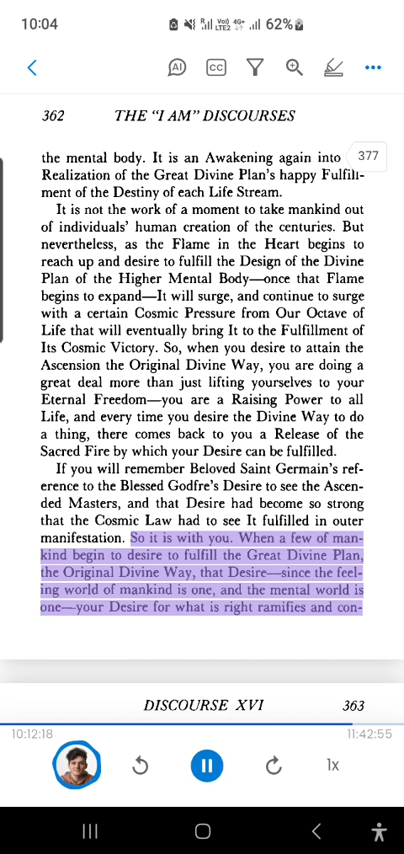 10:04
62%
AI
CC
362 THE "I AM" DISCOURSES
377
the mental body. It is an Awakening again into
Realization of the Great Divine Plan's happy Fulfill-
ment of the Destiny of each Life Stream.
It is not the work of a moment to take mankind out
of individuals' human creation of the centuries. But
nevertheless, as the Flame in the Heart begins to
reach up and desire to fulfill the Design of the Divine
Plan of the Higher Mental Body—once that Flame
begins to expand—It will surge, and continue to surge
with a certain Cosmic Pressure from Our Octave of
Life that will eventually bring It to the Fulfillment of
Its Cosmic Victory. So, when you desire to attain the
Ascension the Original Divine Way, you are doing a
great deal more than just lifting yourselves to your
Eternal Freedom—you are a Raising Power to all
Life, and every time you desire the Divine Way to do
a thing, there comes back to you a Release of the
Sacred Fire by which your Desire can be fulfilled.
If you will remember Beloved Saint Germain's ref-
erence to the Blessed Godfre's Desire to see the Ascen-
ded Masters, and that Desire had become so strong
that the Cosmic Law had to see It fulfilled in outer
manifestation. So it is with you. When a few of man-
kind begin to desire to fulfill the Great Divine Plan,
the Original Divine Way, that Desire—since the feel-
ing world of mankind is one, and the mental world is
one—your Desire for what is right ramifies and con-
DISCOURSE XVI 363
10:12:18 11:42:55
1x